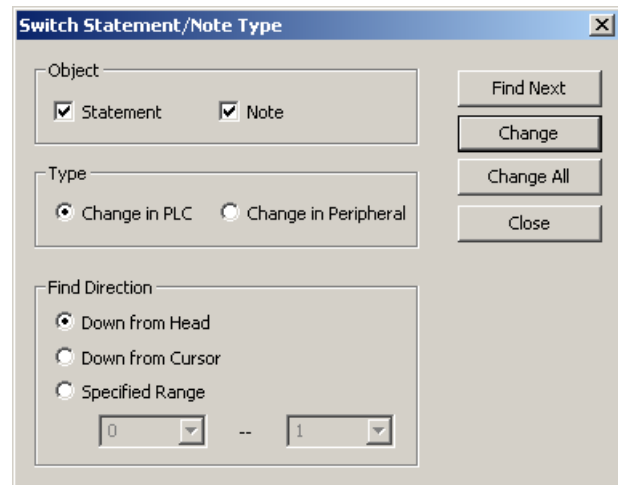 Switch Statement/Note Type
Object
Statement Note
Find Next
Change
Type
Change All
Change in PLC Change in Peripheral
Close
Find Direction
Down from Head
Down from Cursor
Specified Range
0 -- 1